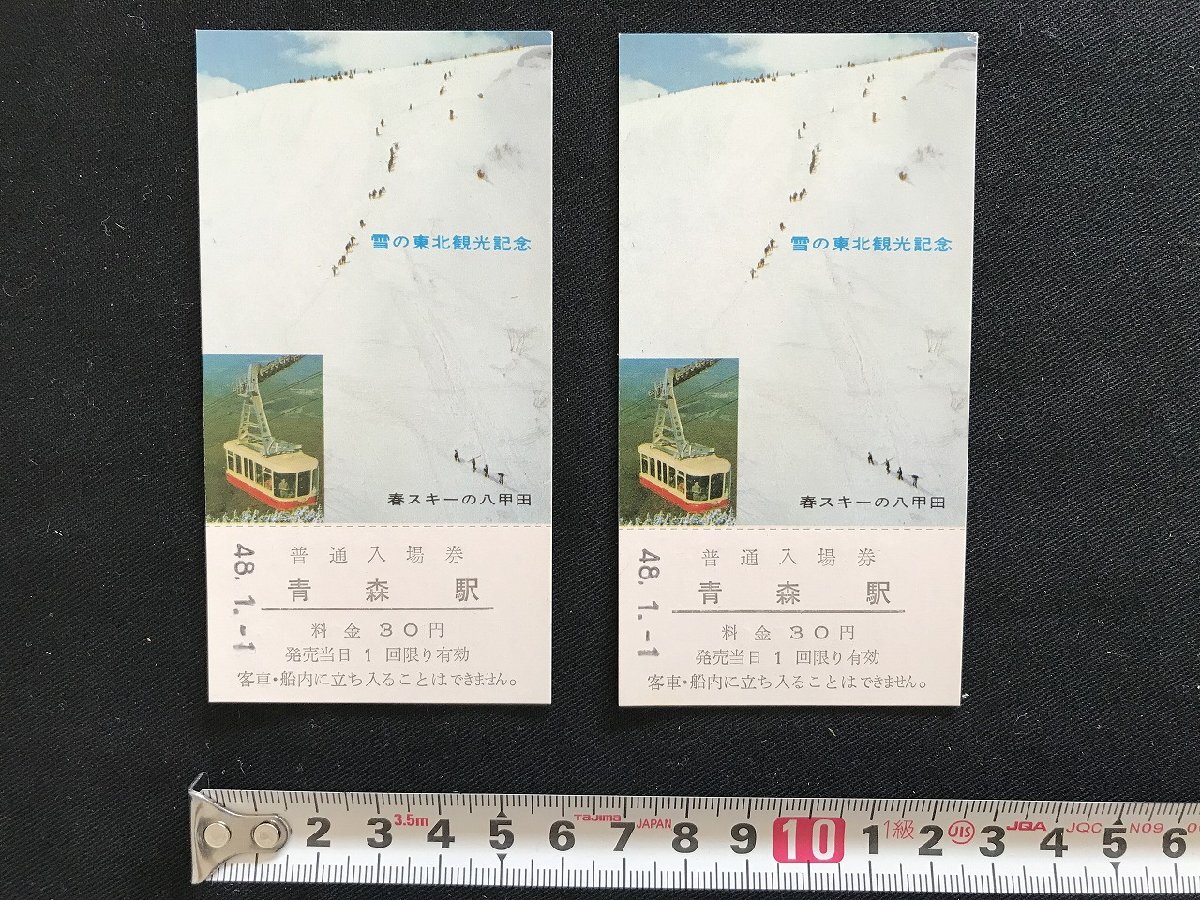 雪の東北観光記念
春スキーの八甲田
48.1.-1
普通入場券
青森駅
料金30円
発売当日1回限り有効
客車・船内に立ち入ることはできません。
雪の東北観光記念
春スキーの八甲田
48.1.-1
普通入場券
青森駅
料金30円
発売当日1回限り有効
客車・船内に立ち入ることはできません。
2 3 3.5m 4 5 6 TaJIma 7 JAPAN 8 9 10 1 1級 2 JIS 3 JQA 4 JQC 5 N09 6